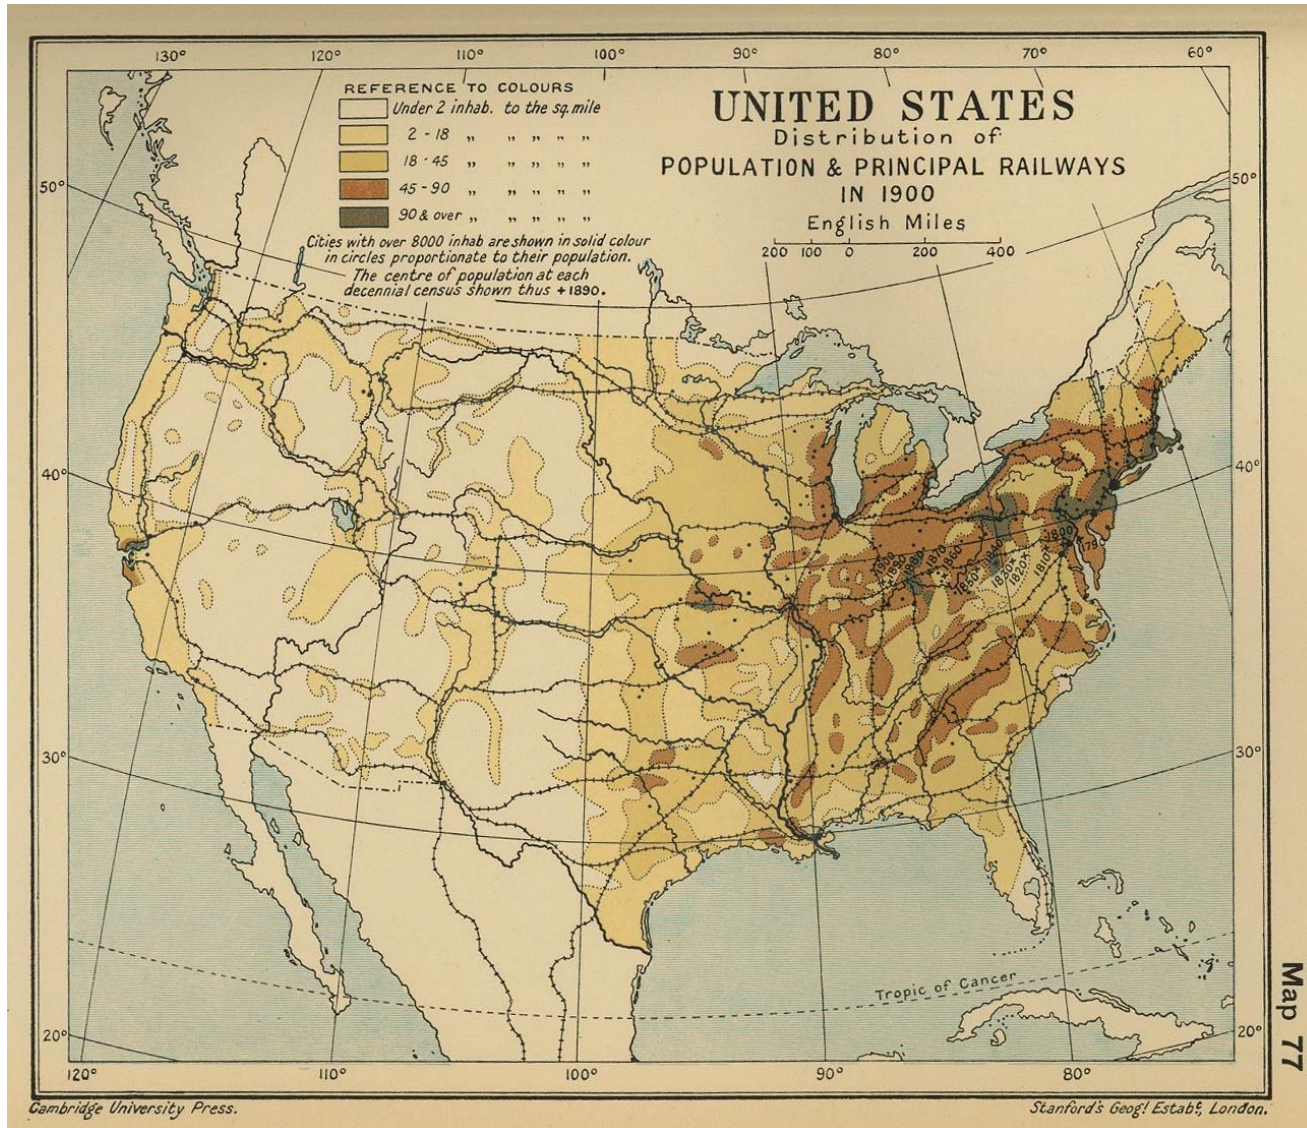 130° 120° 110° 100° 90° 80° 70° 60°
REFERENCE TO COLOURS
Under 2 inhab. to the sq. mile
2 - 18 „ „ „ „ „
18 - 45 „ „ „ „ „
45 - 90 „ „ „ „ „
90 & over „ „ „ „ „
Cities with over 8000 inhab are shown in solid colour
in circles proportionate to their population.
The centre of population at each
decennial census shown thus + 1890.
UNITED STATES
Distribution of
POPULATION & PRINCIPAL RAILWAYS
IN 1900
English Miles
200 100 0 200 400
50° 50°
40° 40°
1900
1890
1880
1870
1860
1850
1840
1830
1820
1810
1800
30° 30°
Tropic of Cancer
20° 20°
120° 110° 100° 90° 80°
Map 77
Cambridge University Press.
Stanford's Geog! Estabt, London.